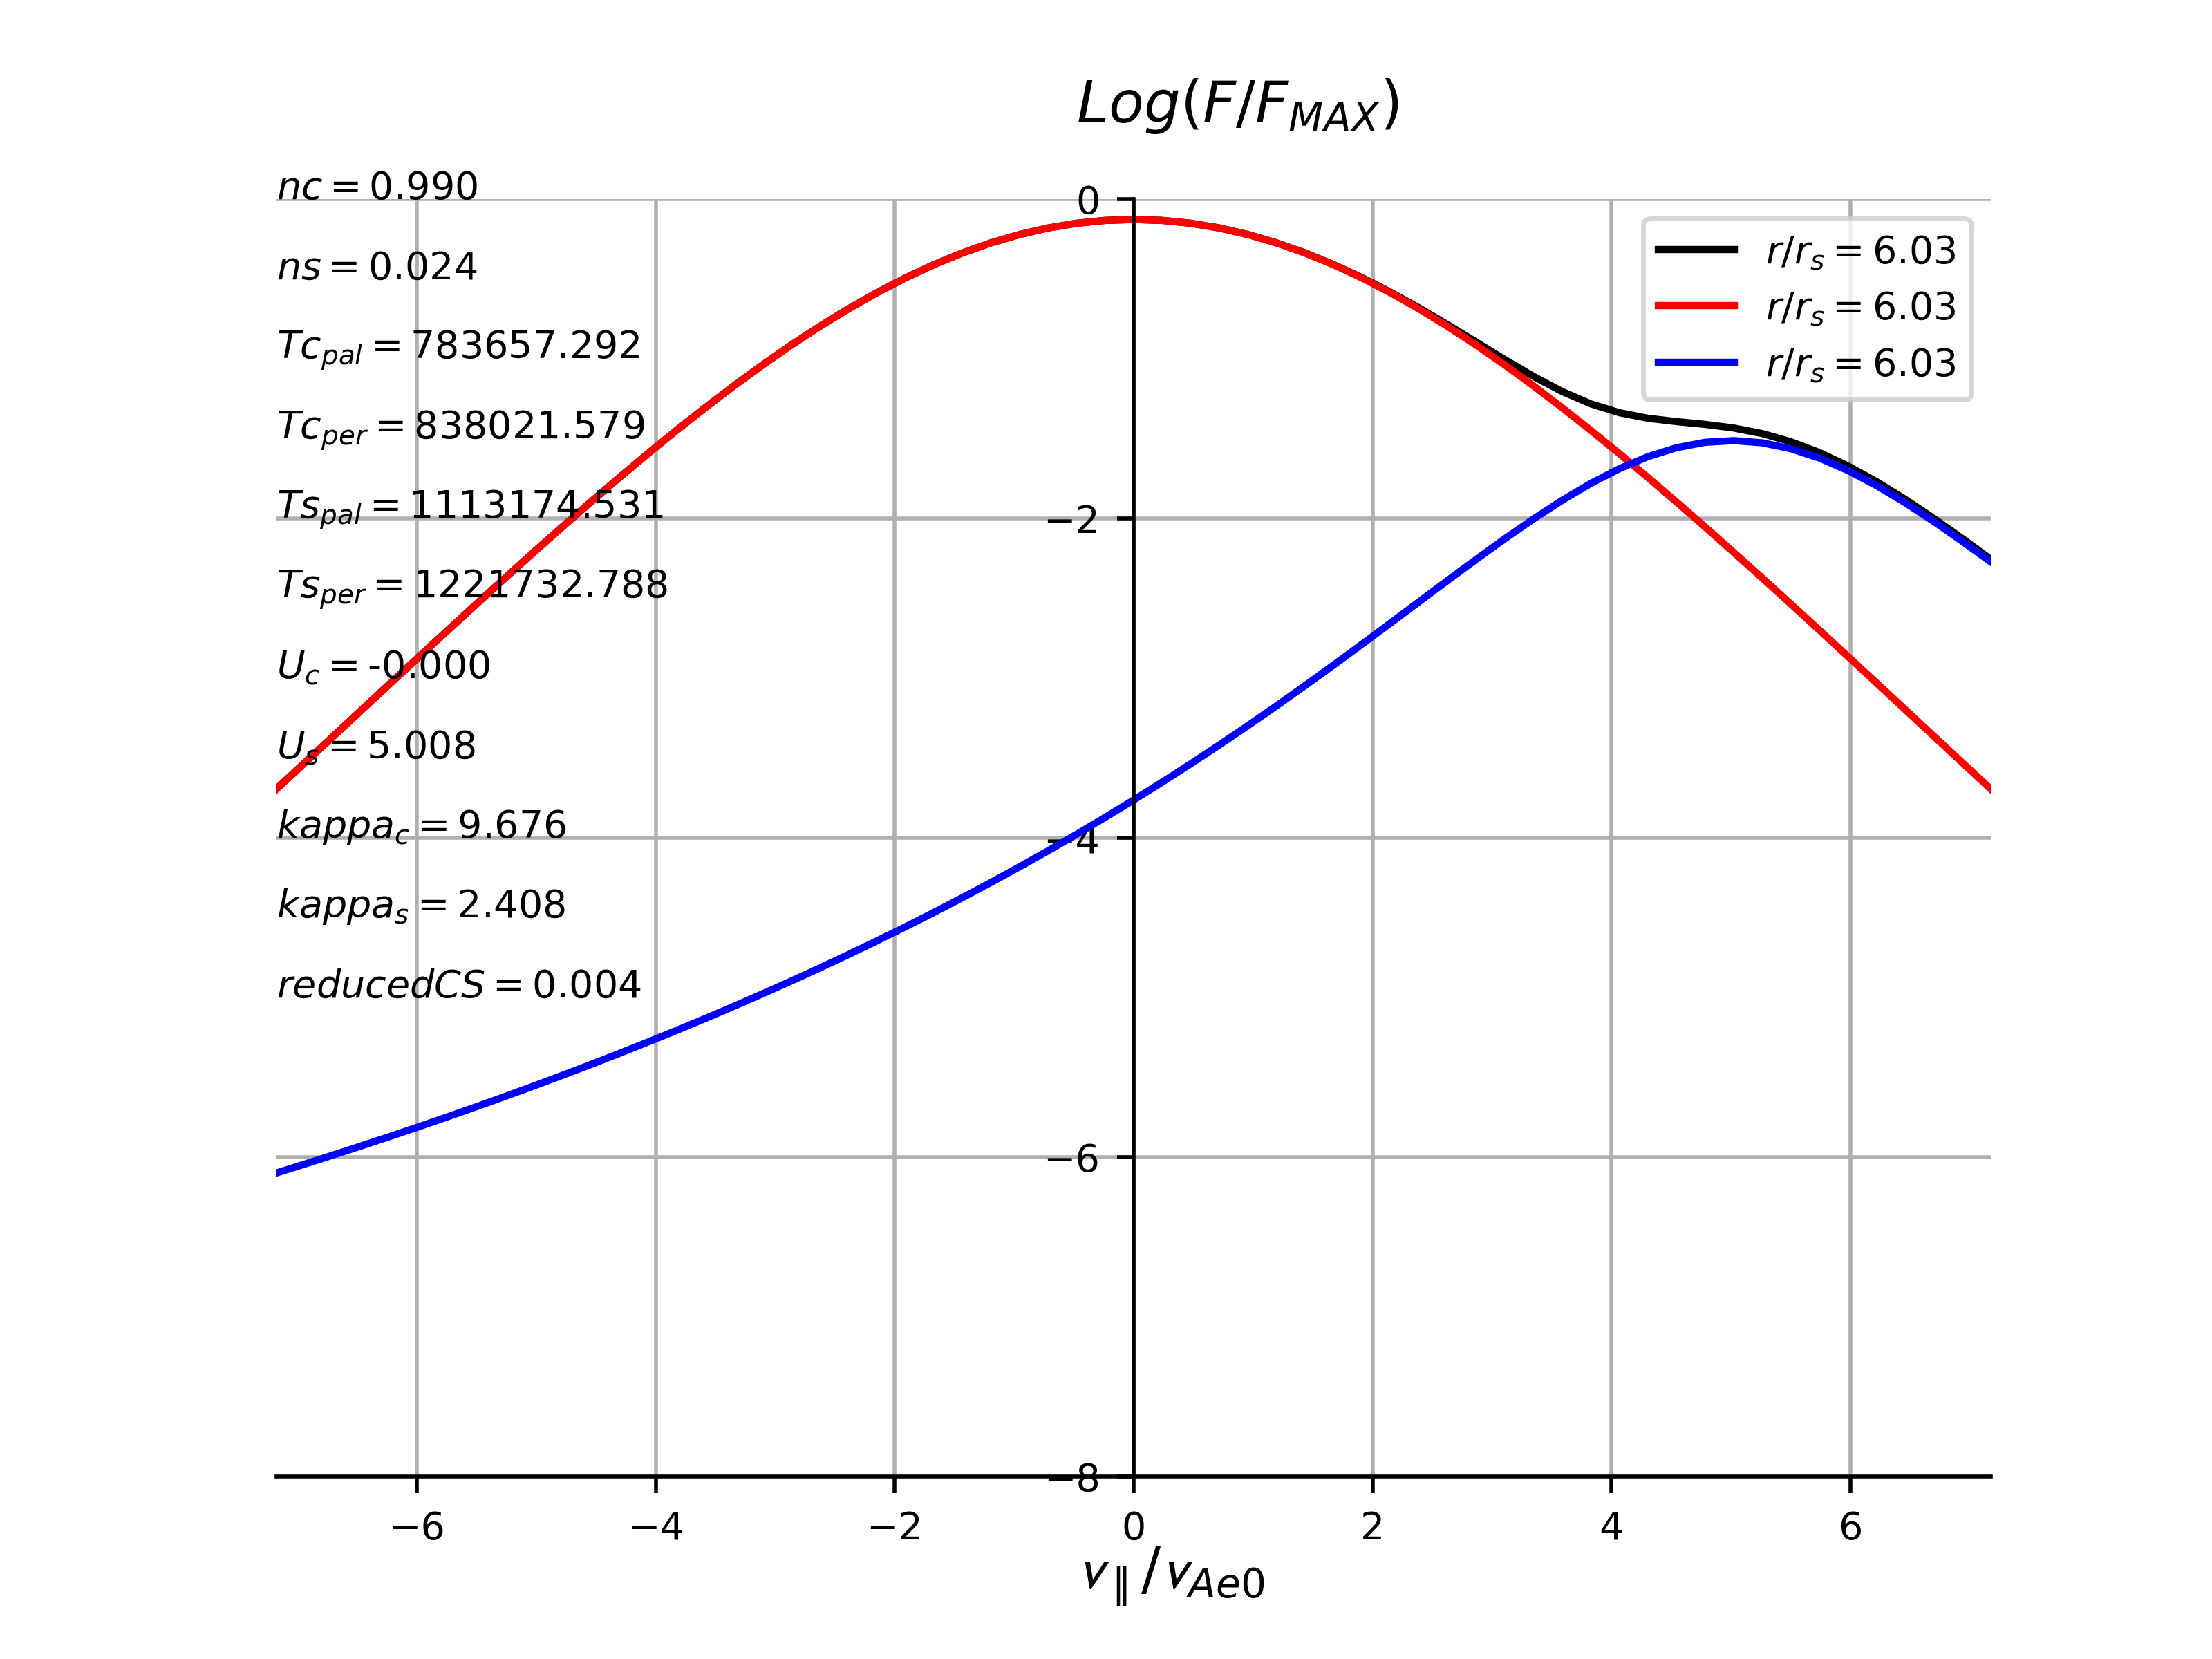 Log(F/F_MAX)
nc = 0.990
ns = 0.024
Tc_pal = 783657.292
Tc_per = 838021.579
Ts_pal = 1113174.531
Ts_per = 1221732.788
U_c = -0.000
U_s = 5.008
kappa_c = 9.676
kappa_s = 2.408
reducedCS = 0.004
0
−2
−4
−6
−8
r/r_s = 6.03
r/r_s = 6.03
r/r_s = 6.03
−6 −4 −2 0 2 4 6
v_∥/v_Ae0